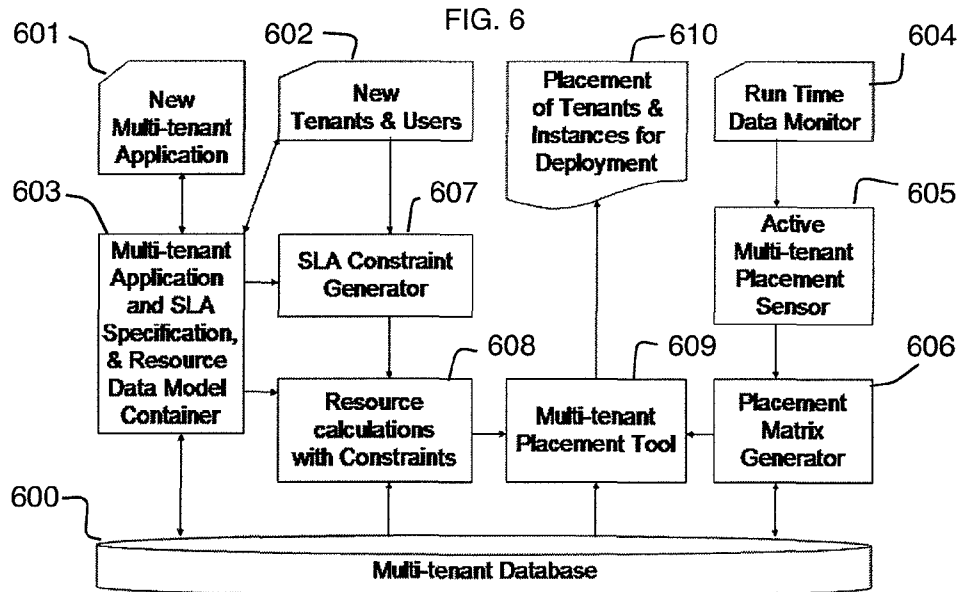 FIG. 6
601
602
610
604
New
Multi-tenant
Application
New
Tenants & Users
Placement
of Tenants &
Instances for
Deployment
Run Time
Data Monitor
603
607
605
Multi-tenant
Application
and SLA
Specification,
& Resource
Data Model
Container
SLA Constraint
Generator
Active
Multi-tenant
Placement
Sensor
608
609
606
Resource
calculations
with Constraints
Multi-tenant
Placement Tool
Placement
Matrix
Generator
600
Multi-tenant Database